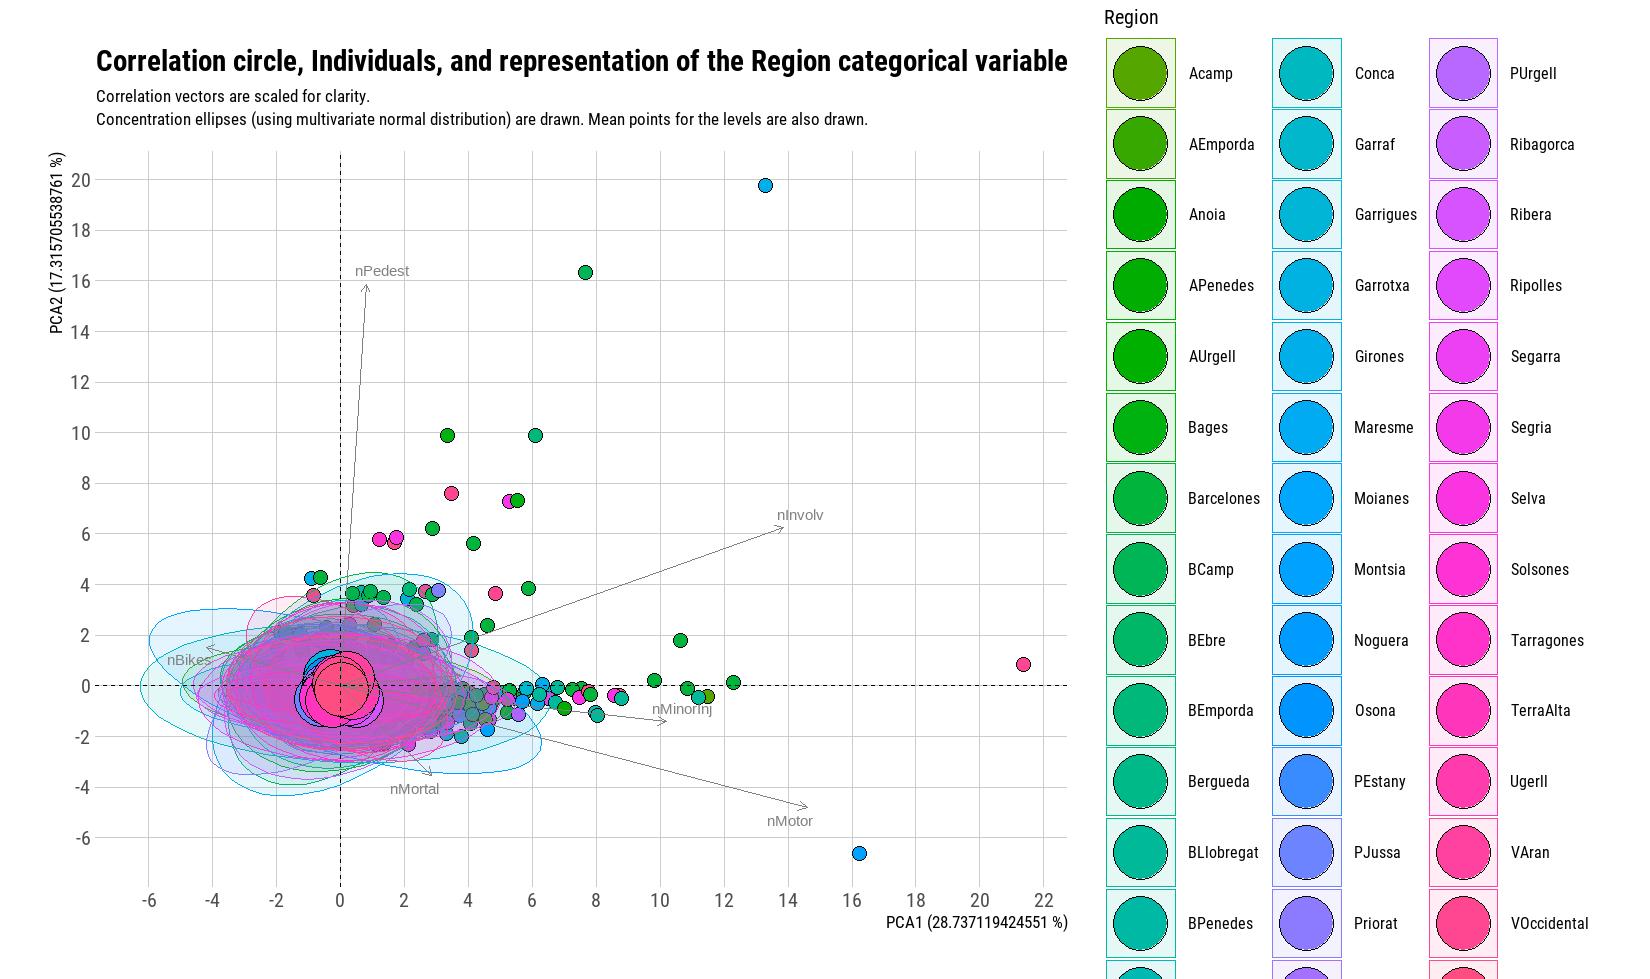 Region
Correlation circle, Individuals, and representation of the Region categorical variable
Correlation vectors are scaled for clarity.
Concentration ellipses (using multivariate normal distribution) are drawn. Mean points for the levels are also drawn.
PCA2 (17.3157055538761 %)
20
18
16
14
12
10
8
6
4
2
0
-2
-4
-6
nPedest
nInvolv
nBikes
nMinorInj
nMortal
nMotor
-6 -4 -2 0 2 4 6 8 10 12 14 16 18 20 22
PCA1 (28.737119424551 %)
Acamp
AEmporda
Anoia
APenedes
AUrgell
Bages
Barcelones
BCamp
BEbre
BEmporda
Bergueda
BLlobregat
BPenedes
Conca
Garraf
Garrigues
Garrotxa
Girones
Maresme
Moianes
Montsia
Noguera
Osona
PEstany
PJussa
Priorat
PUrgell
Ribagorca
Ribera
Ripolles
Segarra
Segria
Selva
Solsones
Tarragones
TerraAlta
Ugerll
VAran
VOccidental